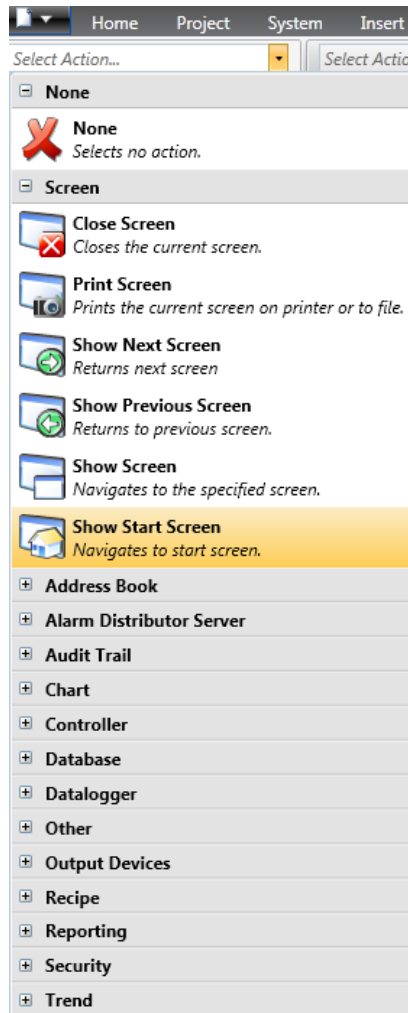 Home Project System Insert
Select Action... Select Actio
None
None
Selects no action.
Screen
Close Screen
Closes the current screen.
Print Screen
Prints the current screen on printer or to file.
Show Next Screen
Returns next screen
Show Previous Screen
Returns to previous screen.
Show Screen
Navigates to the specified screen.
Show Start Screen
Navigates to start screen.
Address Book
Alarm Distributor Server
Audit Trail
Chart
Controller
Database
Datalogger
Other
Output Devices
Recipe
Reporting
Security
Trend